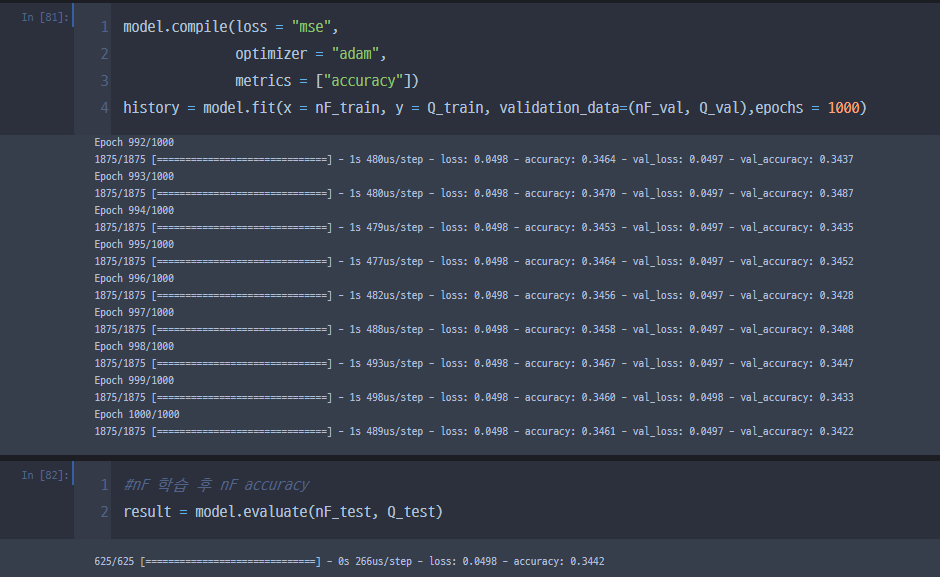 In [81]:
1 model.compile(loss = "mse",
2 optimizer = "adam",
3 metrics = ["accuracy"])
4 history = model.fit(x = nF_train, y = Q_train, validation_data=(nF_val, Q_val),epochs = 1000)
Epoch 992/1000
1875/1875 [==============================] - 1s 480us/step - loss: 0.0498 - accuracy: 0.3464 - val_loss: 0.0497 - val_accuracy: 0.3437
Epoch 993/1000
1875/1875 [==============================] - 1s 480us/step - loss: 0.0498 - accuracy: 0.3470 - val_loss: 0.0497 - val_accuracy: 0.3487
Epoch 994/1000
1875/1875 [==============================] - 1s 479us/step - loss: 0.0498 - accuracy: 0.3453 - val_loss: 0.0497 - val_accuracy: 0.3435
Epoch 995/1000
1875/1875 [==============================] - 1s 477us/step - loss: 0.0498 - accuracy: 0.3464 - val_loss: 0.0497 - val_accuracy: 0.3452
Epoch 996/1000
1875/1875 [==============================] - 1s 482us/step - loss: 0.0498 - accuracy: 0.3456 - val_loss: 0.0497 - val_accuracy: 0.3428
Epoch 997/1000
1875/1875 [==============================] - 1s 488us/step - loss: 0.0498 - accuracy: 0.3458 - val_loss: 0.0497 - val_accuracy: 0.3408
Epoch 998/1000
1875/1875 [==============================] - 1s 493us/step - loss: 0.0498 - accuracy: 0.3467 - val_loss: 0.0497 - val_accuracy: 0.3447
Epoch 999/1000
1875/1875 [==============================] - 1s 498us/step - loss: 0.0498 - accuracy: 0.3460 - val_loss: 0.0498 - val_accuracy: 0.3433
Epoch 1000/1000
1875/1875 [==============================] - 1s 489us/step - loss: 0.0498 - accuracy: 0.3461 - val_loss: 0.0497 - val_accuracy: 0.3422
In [82]:
1 #nF 학습 후 nF accuracy
2 result = model.evaluate(nF_test, Q_test)
625/625 [==============================] - 0s 266us/step - loss: 0.0498 - accuracy: 0.3442